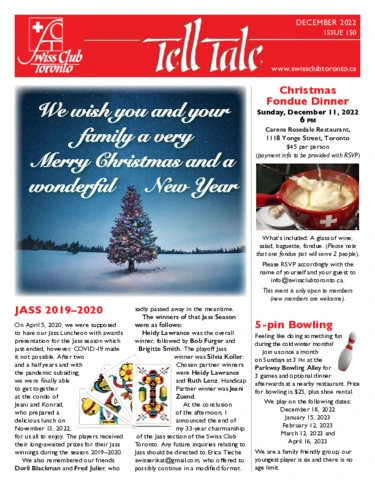 DECEMBER 2022
ISSUE 150
Swiss Club
Toronto
Tell Tale
www.swissclubtoronto.ca
We wish you and your
family a very
Merry Christmas and a
wonderful New Year
Christmas
Fondue Dinner
Sunday, December 11, 2022
6 PM
Carens Rosedale Restaurant,
1118 Yonge Street, Toronto
$45 per person
(payment info to be provided with RSVP)
What's included: A glass of wine,
salad, baguette, fondue. (Please note
that one fondue pot will serve 2 people).
Please RSVP accordingly with the
name of yourself and your guest to
info@swissclubtoronto.ca.
This event is only open to members
(new members are welcome).
JASS 2019–2020
On April 5, 2020, we were supposed
to have our Jass Luncheon with awards
presentation for the Jass season which
just ended, however, COVID-19 made
it not possible. After two
and a half years and with
the pandemic subsiding,
we were finally able
to get together
at the condo of
Jeani and Konrad,
who prepared a
delicious lunch on
November 13, 2022,
for us all to enjoy. The players received
their long-awaited prizes for their Jass
winnings during the season 2019–2020.
We also remembered our friends
Dorli Blackman and Fred Julier, who
sadly passed away in the meantime.
The winners of that Jass Season
were as follows:
Heidy Lawrance was the overall
winner, followed by Bob Furger and
Brigitte Smith. The playoff Jass
winner was Silvia Koller.
Chosen partner winners
were Heidy Lawrance
and Ruth Lenz. Handicap
Partner winner was Jeani
Zuend.
At the conclusion
of the afternoon, I
announced the end of
my 33-year chairmanship
of the Jass section of the Swiss Club
Toronto. Any future inquiries relating to
Jass should be directed to Erica Teche
swisserikat@gmail.com, who offered to
possibly continue in a modified format.
5-pin Bowling
Feeling like doing something fun
during the cold winter months?
Join us once a month
on Sundays at 3 PM at the
Parkway Bowling Alley for
3 games and optional dinner
afterwards at a nearby restaurant. Price
for bowling is $25, plus shoe rental.
We play on the following dates:
December 18, 2022
January 15, 2023
February 12, 2023
March 12, 2023 and
April 16, 2023
We are a family friendly group: our
youngest player is six and there is no
age limit.